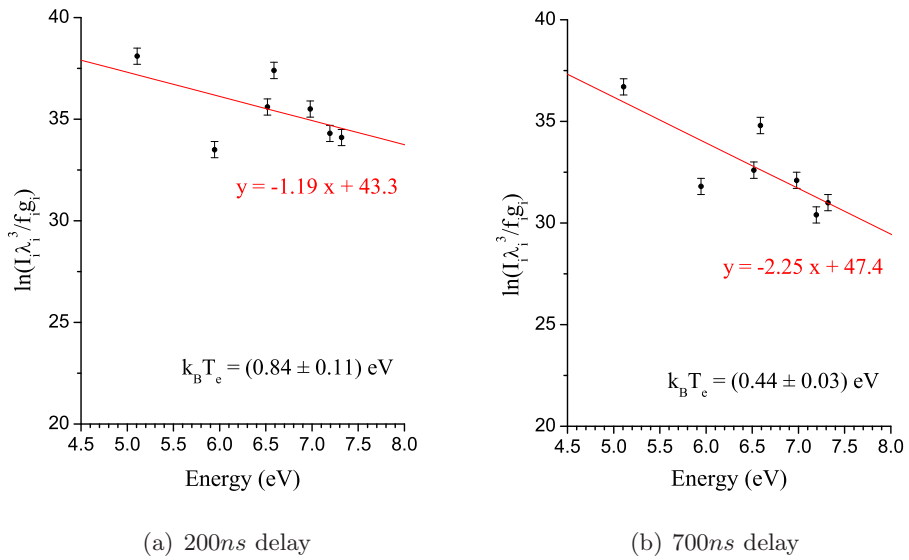 40
35
30
25
20
ln(I_iλ_i^3/f_ig_i)
y = -1.19 x + 43.3
k_BT_e = (0.84 ± 0.11) eV
4.5 5.0 5.5 6.0 6.5 7.0 7.5 8.0
Energy (eV)
(a) 200ns delay
40
35
30
25
20
ln(I_iλ_i^3/f_ig_i)
y = -2.25 x + 47.4
k_BT_e = (0.44 ± 0.03) eV
4.5 5.0 5.5 6.0 6.5 7.0 7.5 8.0
Energy (eV)
(b) 700ns delay